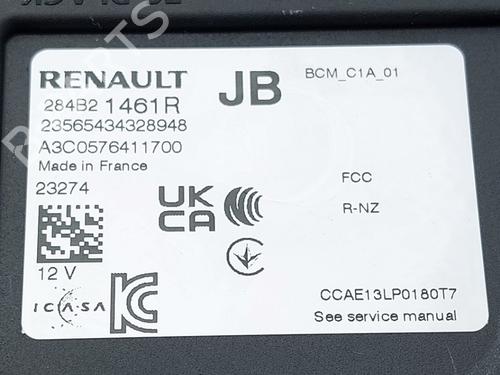 RENAULT
JB
BCM_C1A_01
284B2 1461R
23565434328948
A3C0576411700
Made in France
23274
UK
CA
FCC
R-NZ
12 V
ICASA
KC
CCAE13LP0180T7
See service manual